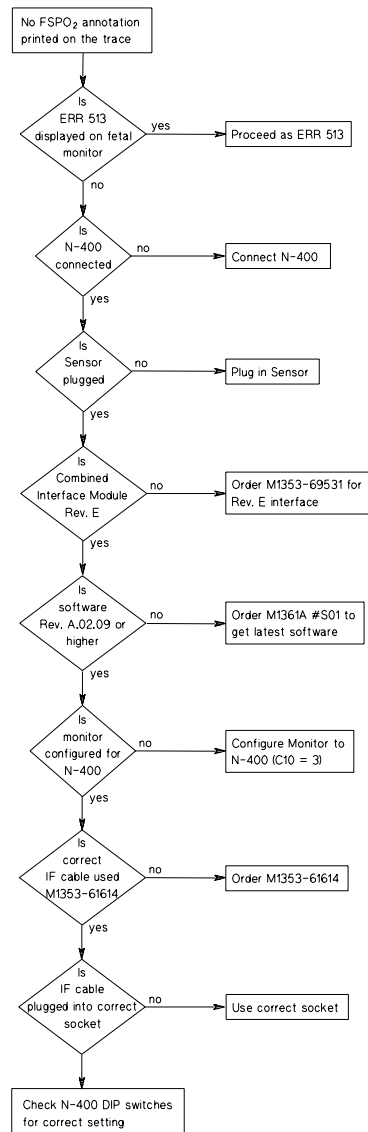 No FSPO₂ annotation
printed on the trace
Is
ERR 513
displayed on fetal
monitor
yes
Proceed as ERR 513
no
Is
N-400
connected
no
Connect N-400
yes
Is
Sensor
plugged
no
Plug in Sensor
yes
Is
Combined
Interface Module
Rev. E
no
Order M1353-69531 for
Rev. E interface
yes
Is
software
Rev. A.02.09 or
higher
no
Order M1361A #S01 to
get latest software
yes
Is
monitor
configured for
N-400
no
Configure Monitor to
N-400 (C10 = 3)
yes
Is
correct
IF cable used
M1353-61614
no
Order M1353-61614
yes
Is
IF cable
plugged into correct
socket
no
Use correct socket
Check N-400 DIP switches
for correct setting